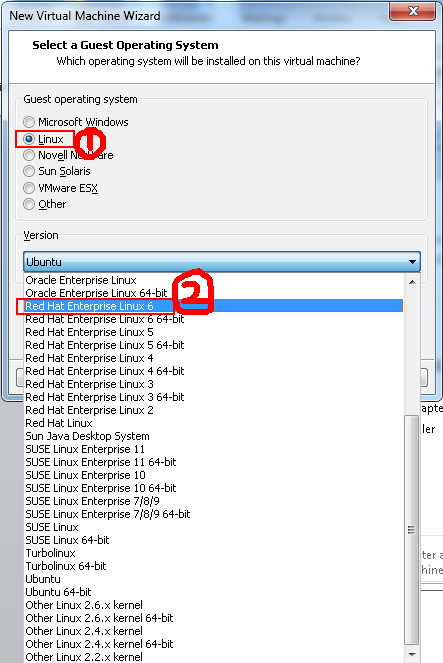 New Virtual Machine Wizard
Select a Guest Operating System
Which operating system will be installed on this virtual machine?
Guest operating system
Microsoft Windows
Linux
1
Novell
Sun Solaris
VMware ESX
Other
Version
Ubuntu
Oracle Enterprise Linux
Oracle Enterprise Linux 64-bit
2
Red Hat Enterprise Linux 6
Red Hat Enterprise Linux 6 64-bit
Red Hat Enterprise Linux 5
Red Hat Enterprise Linux 5 64-bit
Red Hat Enterprise Linux 4
Red Hat Enterprise Linux 4 64-bit
Red Hat Enterprise Linux 3
Red Hat Enterprise Linux 3 64-bit
Red Hat Enterprise Linux 2
Red Hat Linux
Sun Java Desktop System
SUSE Linux Enterprise 11
SUSE Linux Enterprise 11 64-bit
SUSE Linux Enterprise 10
SUSE Linux Enterprise 10 64-bit
SUSE Linux Enterprise 7/8/9
SUSE Linux Enterprise 7/8/9 64-bit
SUSE Linux
SUSE Linux 64-bit
Turbolinux
Turbolinux 64-bit
Ubuntu
Ubuntu 64-bit
Other Linux 2.6.x kernel
Other Linux 2.6.x kernel 64-bit
Other Linux 2.4.x kernel
Other Linux 2.4.x kernel 64-bit
Other Linux 2.2.x kernel